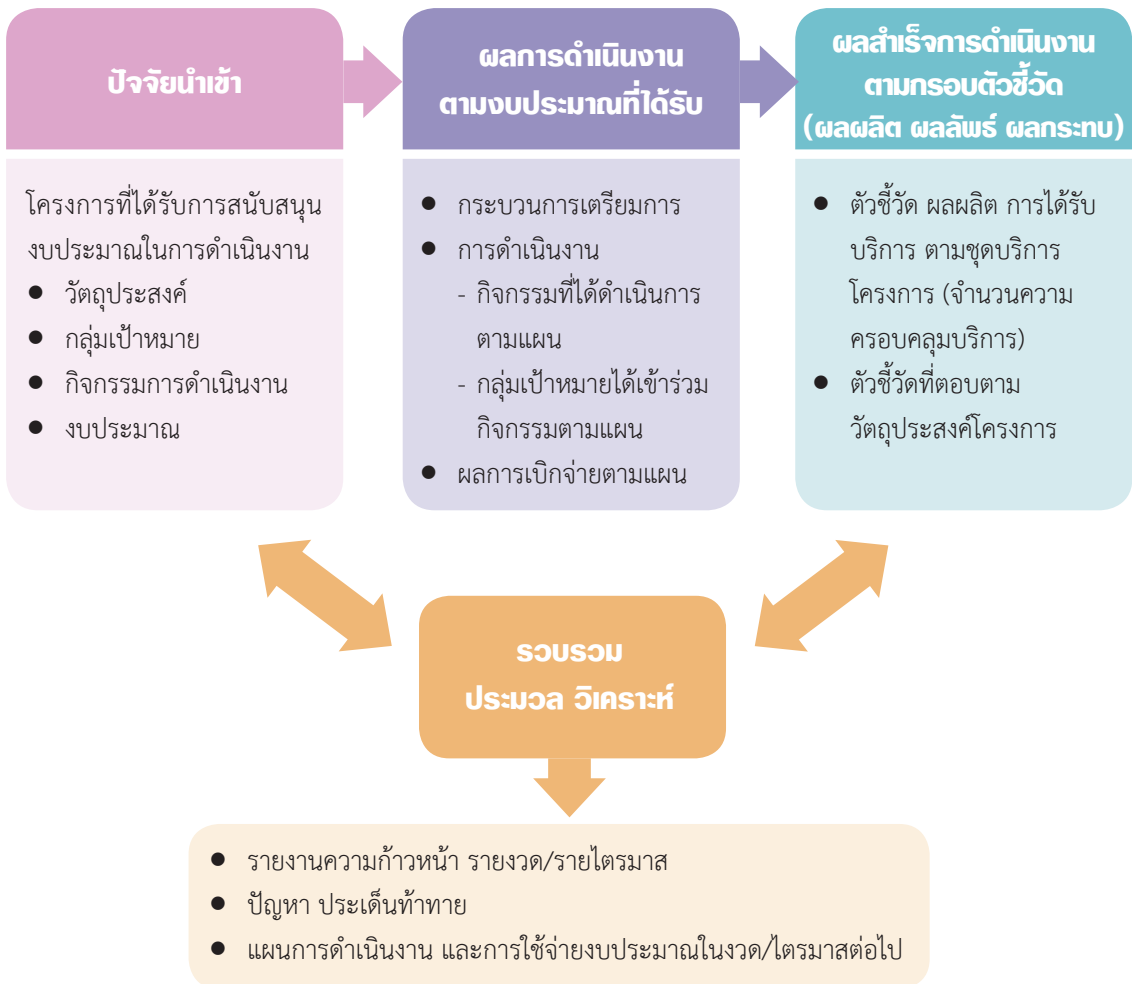 ปัจจัยนำเข้า
โครงการที่ได้รับการสนับสนุน
งบประมาณในการดำเนินงาน
● วัตถุประสงค์
● กลุ่มเป้าหมาย
● กิจกรรมการดำเนินงาน
● งบประมาณ
ผลการดำเนินงาน
ตามงบประมาณที่ได้รับ
● กระบวนการเตรียมการ
● การดำเนินงาน
- กิจกรรมที่ได้ดำเนินการ
ตามแผน
- กลุ่มเป้าหมายได้เข้าร่วม
กิจกรรมตามแผน
● ผลการเบิกจ่ายตามแผน
ผลสำเร็จการดำเนินงาน
ตามกรอบตัวชี้วัด
(ผลผลิต ผลลัพธ์ ผลกระทบ)
● ตัวชี้วัด ผลผลิต การได้รับ
บริการ ตามชุดบริการ
โครงการ (จำนวนความ
ครอบคลุมบริการ)
● ตัวชี้วัดที่ตอบตาม
วัตถุประสงค์โครงการ
รวบรวม
ประมวล วิเคราะห์
● รายงานความก้าวหน้า รายงวด/รายไตรมาส
● ปัญหา ประเด็นท้าทาย
● แผนการดำเนินงาน และการใช้จ่ายงบประมาณในงวด/ไตรมาสต่อไป